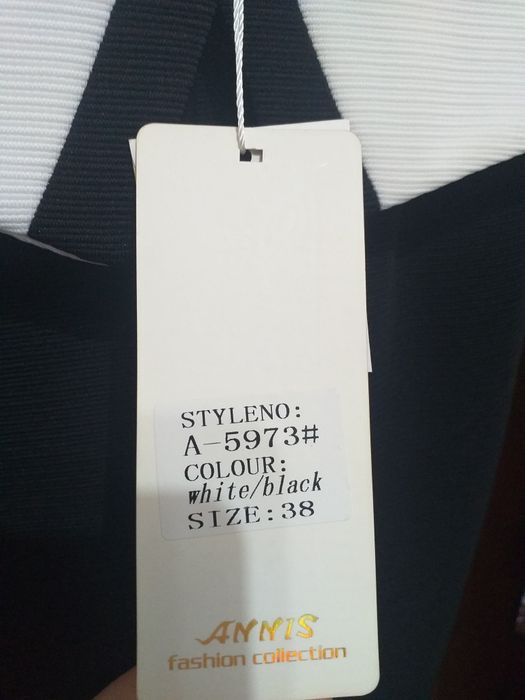 STYLENO:
A-5973#
COLOUR:
white/black
SIZE:38
ANNIS
fashion collection